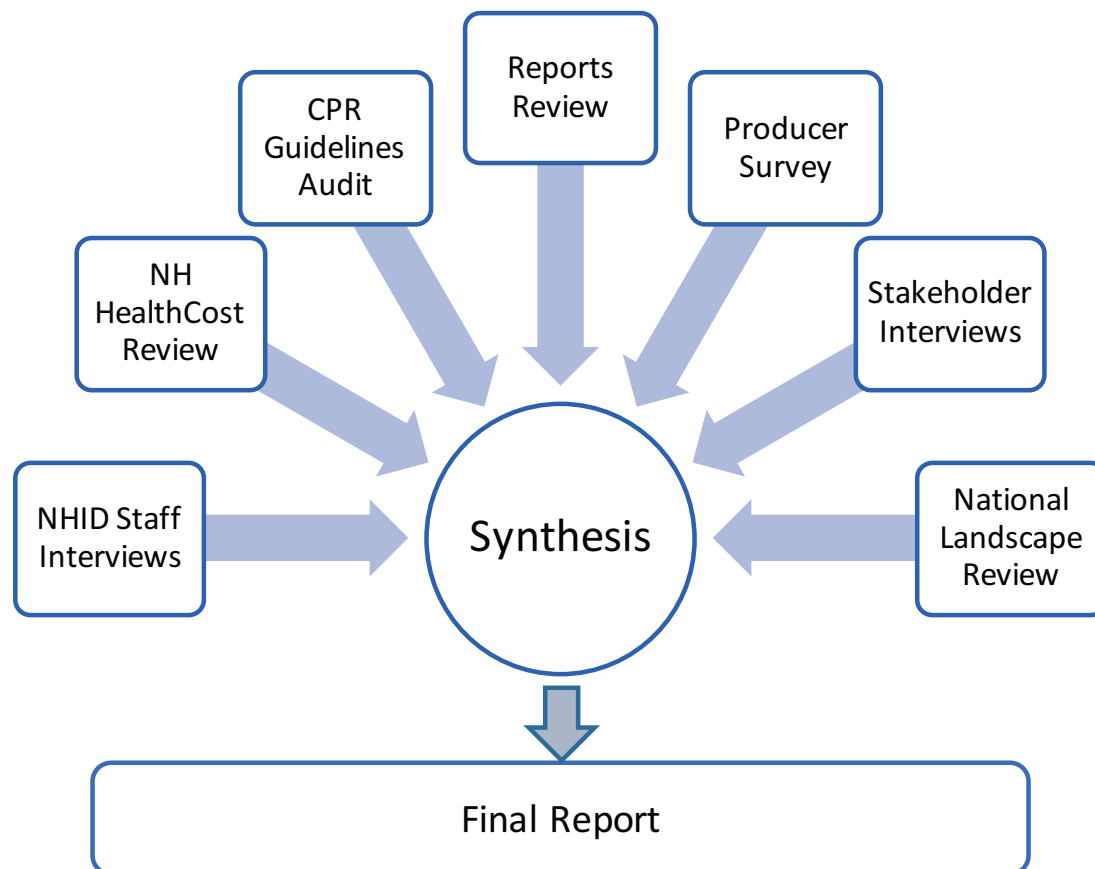 Reports
Review
CPR
Guidelines
Audit
Producer
Survey
NH
HealthCost
Review
Stakeholder
Interviews
NHID Staff
Interviews
Synthesis
National
Landscape
Review
Final Report